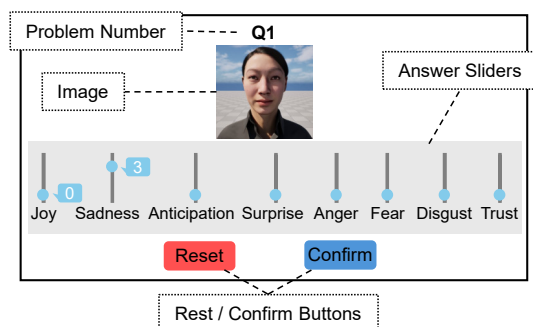 Problem Number
Q1
Image
Answer Sliders
0
3
Joy
Sadness
Anticipation
Surprise
Anger
Fear
Disgust
Trust
Reset
Confirm
Rest / Confirm Buttons